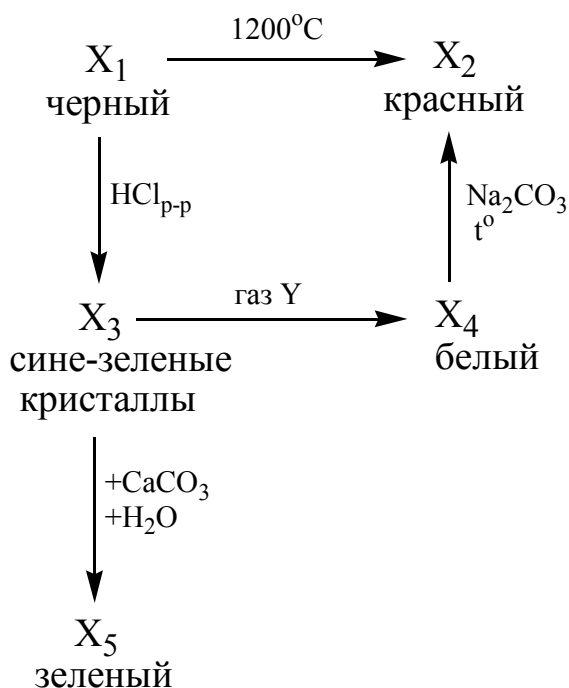 1200°C
X₁ X₂
черный красный
HClр-р Na₂CO₃
t°
газ Y
X₃ X₄
сине-зеленые белый
кристаллы
+CaCO₃
+H₂O
X₅
зеленый